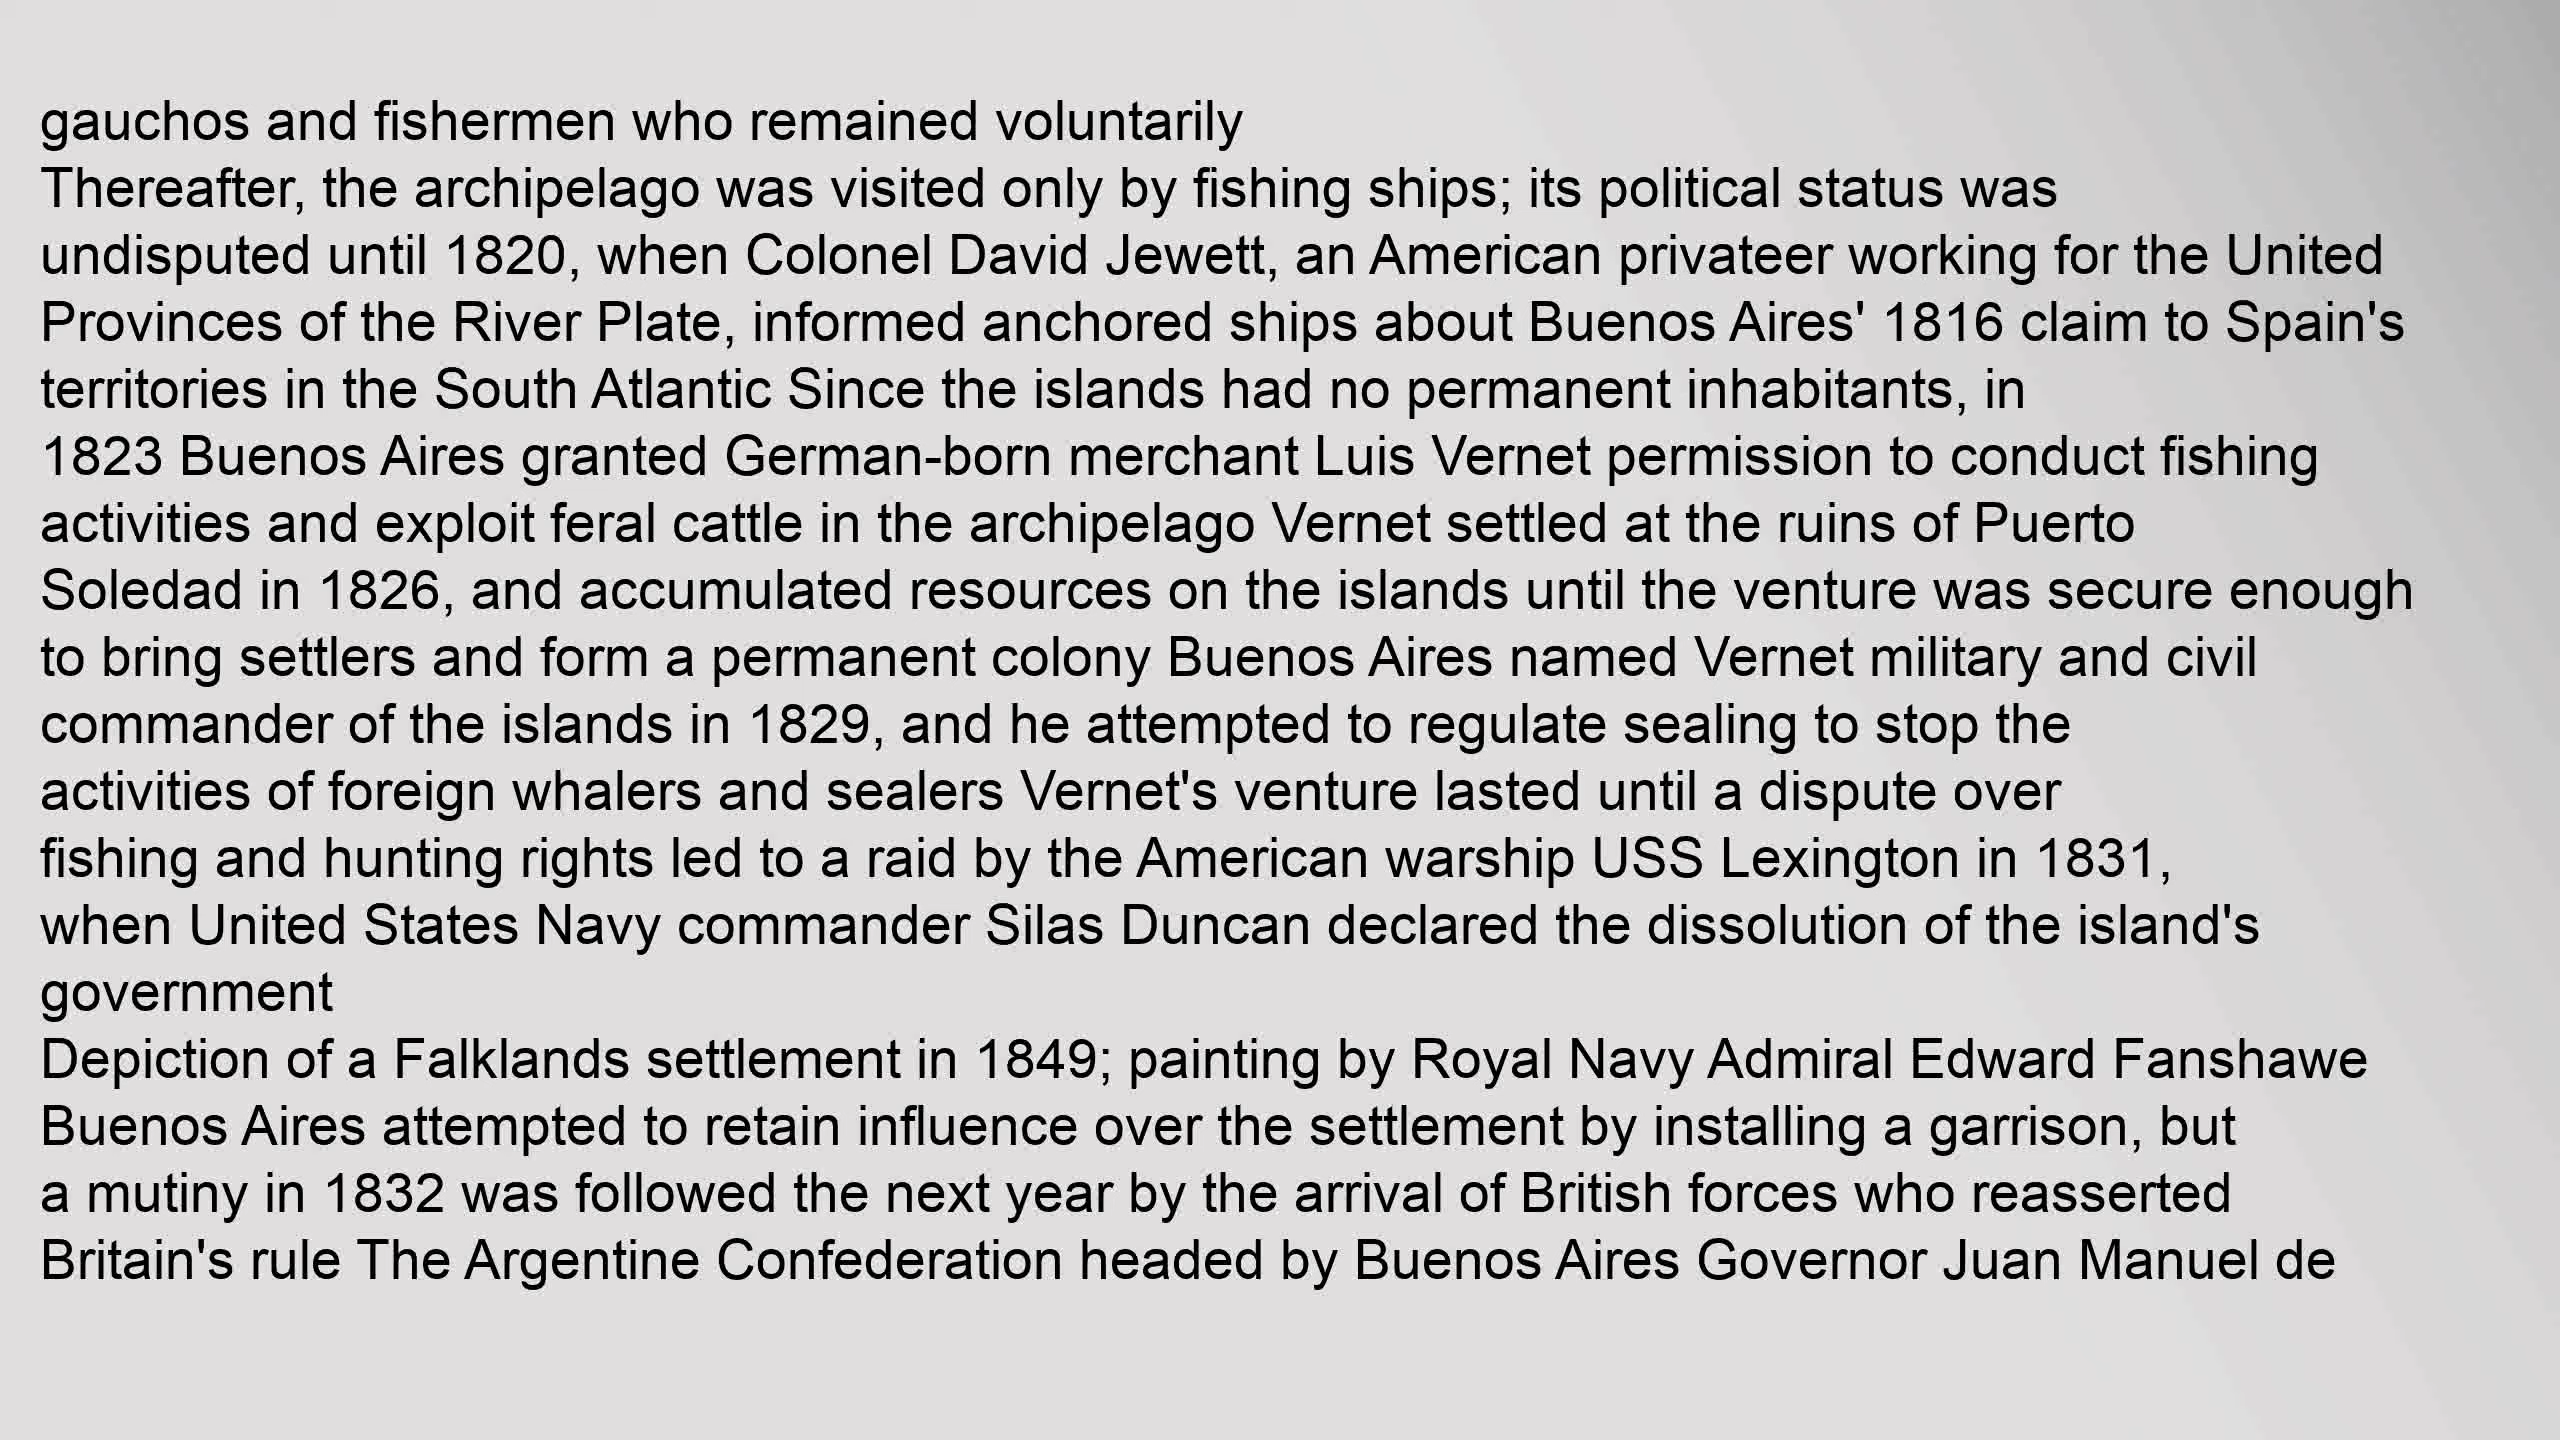 gauchos and fishermen who remained voluntarily
Thereafter, the archipelago was visited only by fishing ships; its political status was
undisputed until 1820, when Colonel David Jewett, an American privateer working for the United
Provinces of the River Plate, informed anchored ships about Buenos Aires' 1816 claim to Spain's
territories in the South Atlantic Since the islands had no permanent inhabitants, in
1823 Buenos Aires granted German-born merchant Luis Vernet permission to conduct fishing
activities and exploit feral cattle in the archipelago Vernet settled at the ruins of Puerto
Soledad in 1826, and accumulated resources on the islands until the venture was secure enough
to bring settlers and form a permanent colony Buenos Aires named Vernet military and civil
commander of the islands in 1829, and he attempted to regulate sealing to stop the
activities of foreign whalers and sealers Vernet's venture lasted until a dispute over
fishing and hunting rights led to a raid by the American warship USS Lexington in 1831,
when United States Navy commander Silas Duncan declared the dissolution of the island's
government
Depiction of a Falklands settlement in 1849; painting by Royal Navy Admiral Edward Fanshawe
Buenos Aires attempted to retain influence over the settlement by installing a garrison, but
a mutiny in 1832 was followed the next year by the arrival of British forces who reasserted
Britain's rule The Argentine Confederation headed by Buenos Aires Governor Juan Manuel de